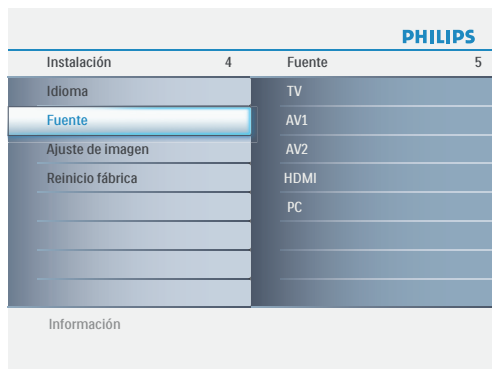 PHILIPS
Instalación 4 Fuente 5
Idioma TV
Fuente AV1
Ajuste de imagen AV2
Reinicio fábrica HDMI
PC
Información